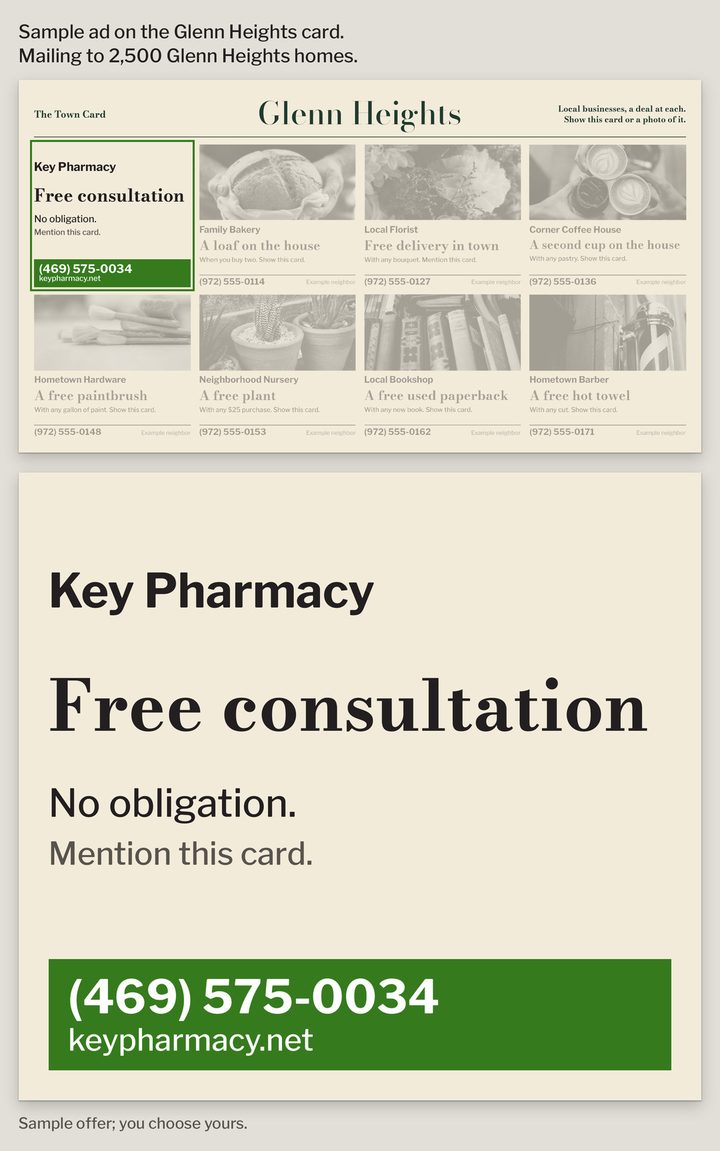 Sample ad on the Glenn Heights card.
Mailing to 2,500 Glenn Heights homes.
The Town Card
Glenn Heights
Local businesses, a deal at each.
Show this card or a photo of it.
Key Pharmacy
Free consultation
No obligation.
Mention this card.
(469) 575-0034
keypharmacy.net
Family Bakery
A loaf on the house
When you buy two. Show this card.
(972) 555-0114
Example neighbor
Local Florist
Free delivery in town
With any bouquet. Mention this card.
(972) 555-0127
Example neighbor
Corner Coffee House
A second cup on the house
With any pastry. Show this card.
(972) 555-0136
Example neighbor
Hometown Hardware
A free paintbrush
With any gallon of paint. Show this card.
(972) 555-0148
Example neighbor
Neighborhood Nursery
A free plant
With any $25 purchase. Show this card.
(972) 555-0153
Example neighbor
Local Bookshop
A free used paperback
With any new book. Show this card.
(972) 555-0162
Example neighbor
Hometown Barber
A free hot towel
With any cut. Show this card.
(972) 555-0171
Example neighbor
Key Pharmacy
Free consultation
No obligation.
Mention this card.
(469) 575-0034
keypharmacy.net
Sample offer; you choose yours.